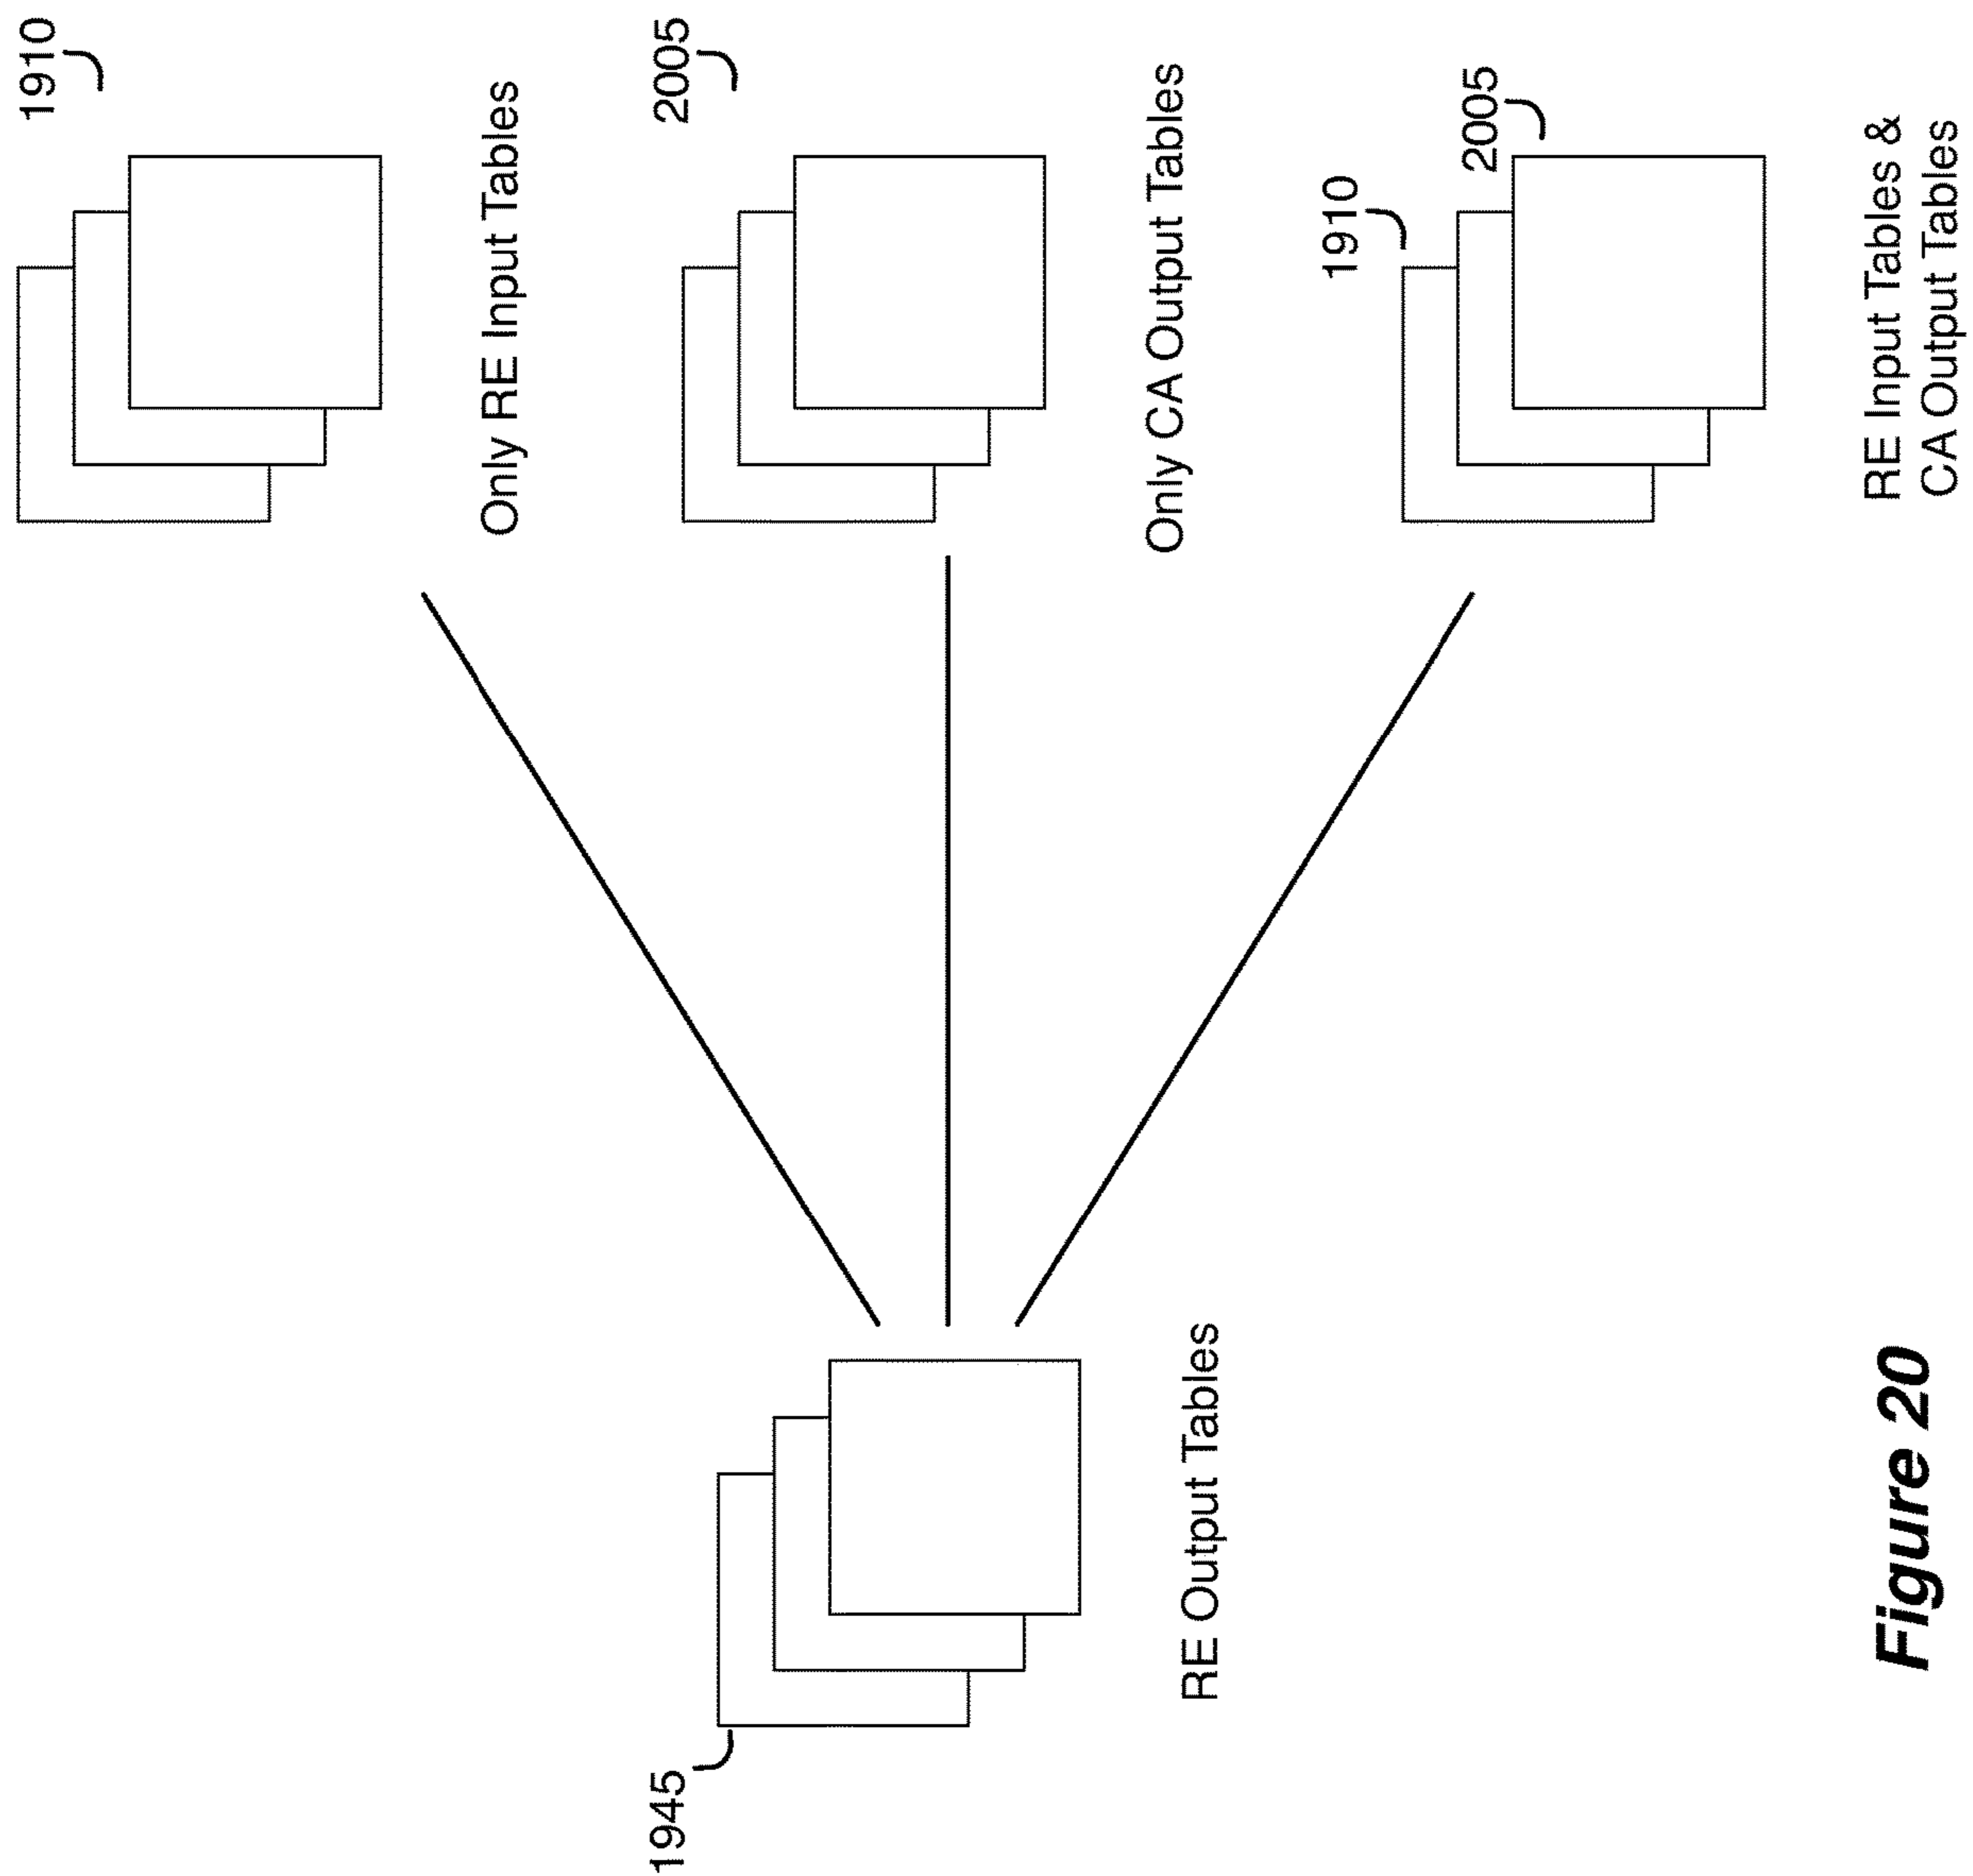 1910
Only RE Input Tables
1945
2005
Only CA Output Tables
RE Output Tables
1910
2005
RE Input Tables &
CA Output Tables
Figure 20